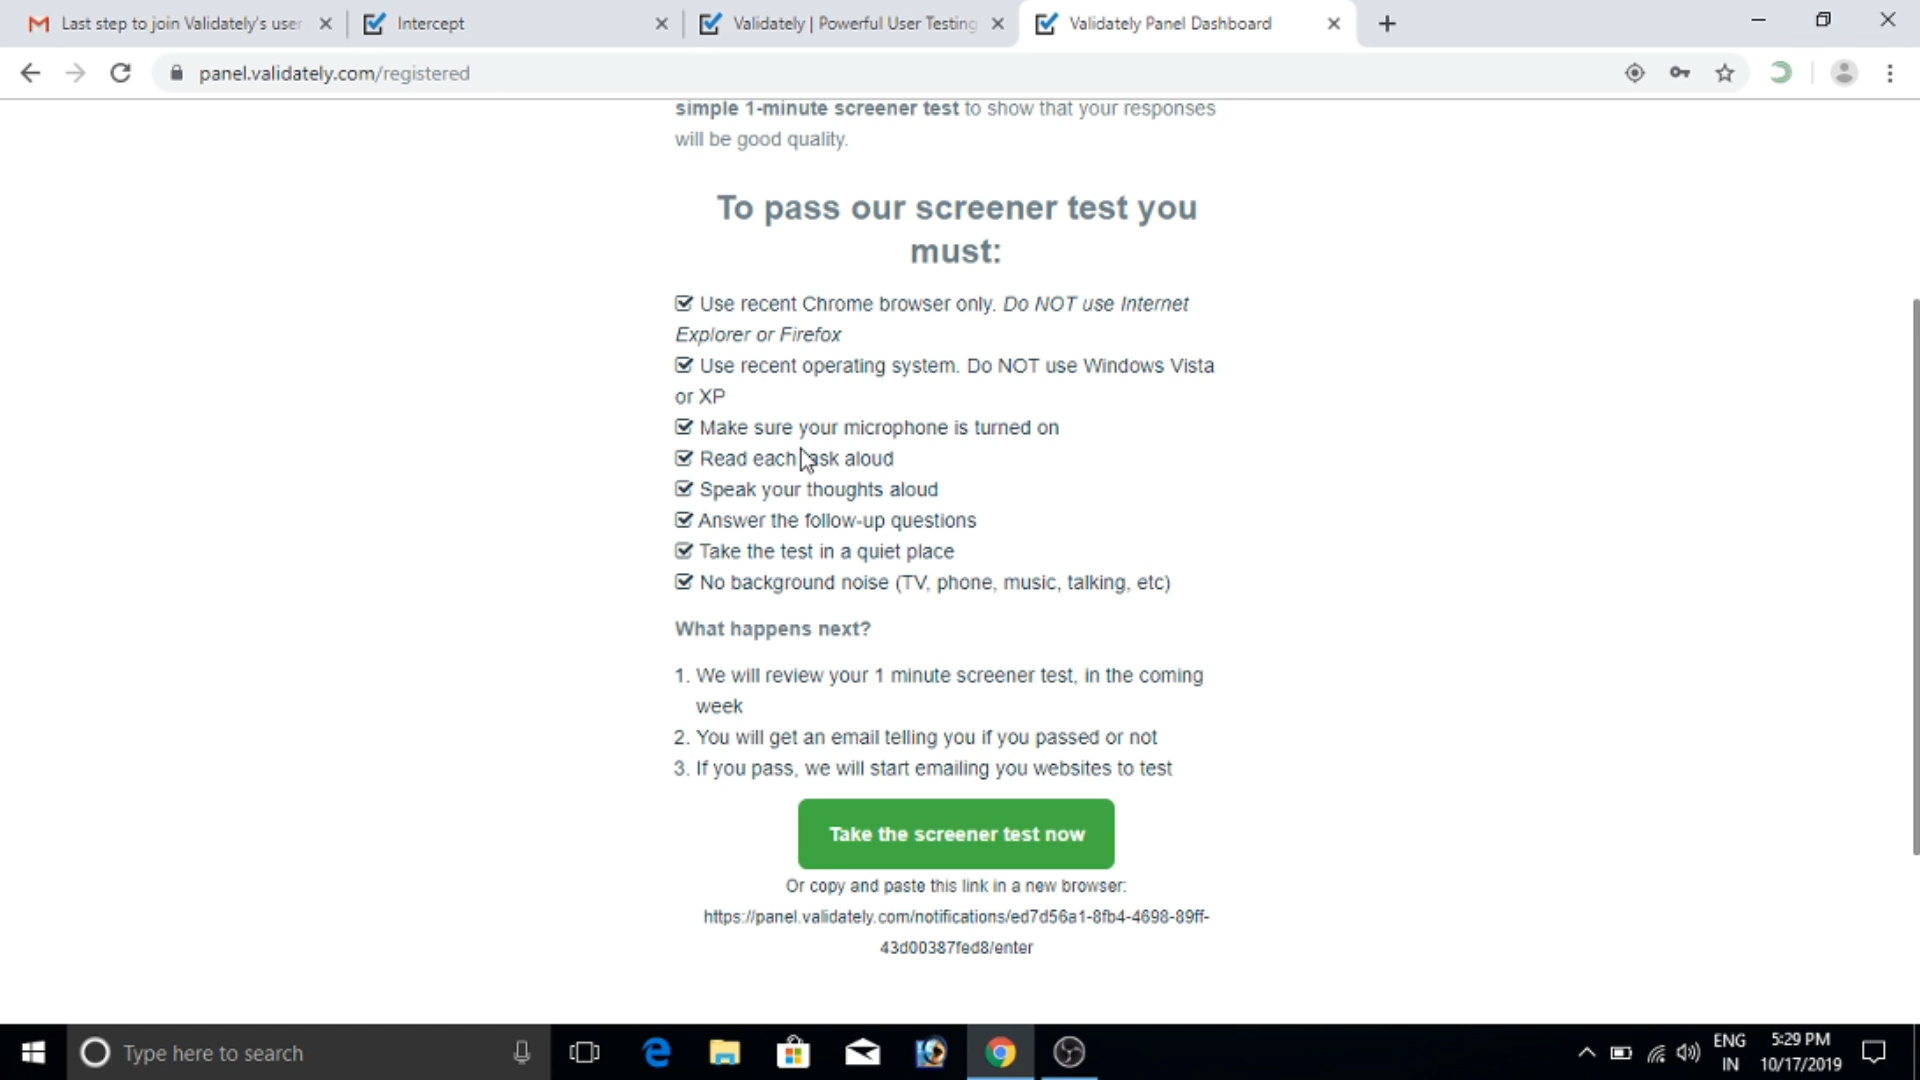 Last step to join Validately's user
Intercept
Validately | Powerful User Testing
Validately Panel Dashboard
panel.validately.com/registered
simple 1-minute screener test to show that your responses
will be good quality.
To pass our screener test you
must:
Use recent Chrome browser only. Do NOT use Internet
Explorer or Firefox
Use recent operating system. Do NOT use Windows Vista
or XP
Make sure your microphone is turned on
Read each task aloud
Speak your thoughts aloud
Answer the follow-up questions
Take the test in a quiet place
No background noise (TV, phone, music, talking, etc)
What happens next?
1. We will review your 1 minute screener test, in the coming
week
2. You will get an email telling you if you passed or not
3. If you pass, we will start emailing you websites to test
Take the screener test now
Or copy and paste this link in a new browser:
https://panel.validately.com/notifications/ed7d56a1-8fb4-4698-89ff-
43d00387fed8/enter
Type here to search
ENG
IN
5:29 PM
10/17/2019